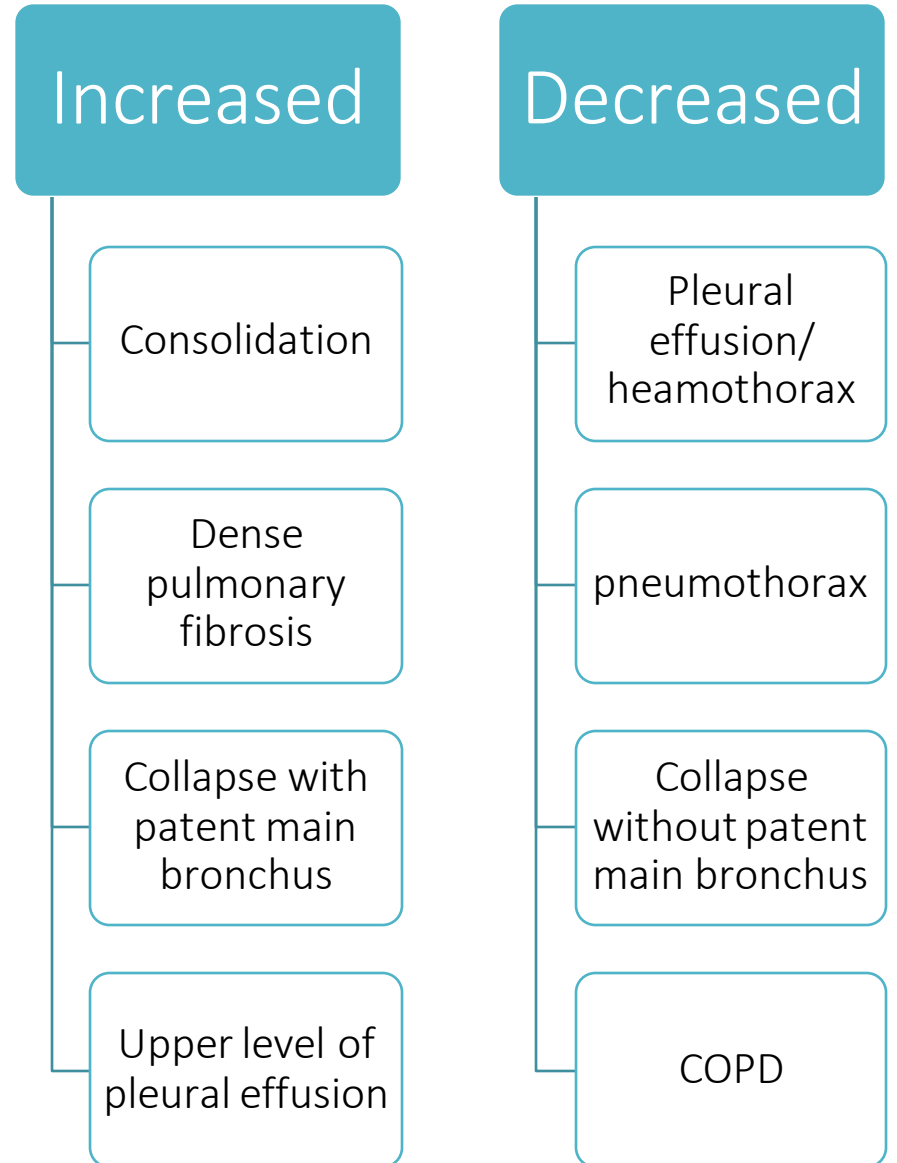 Increased
Consolidation
Dense
pulmonary
fibrosis
Collapse with
patent main
bronchus
Upper level of
pleural effusion
Decreased
Pleural
effusion/
heamothorax
pneumothorax
Collapse
without patent
main bronchus
COPD